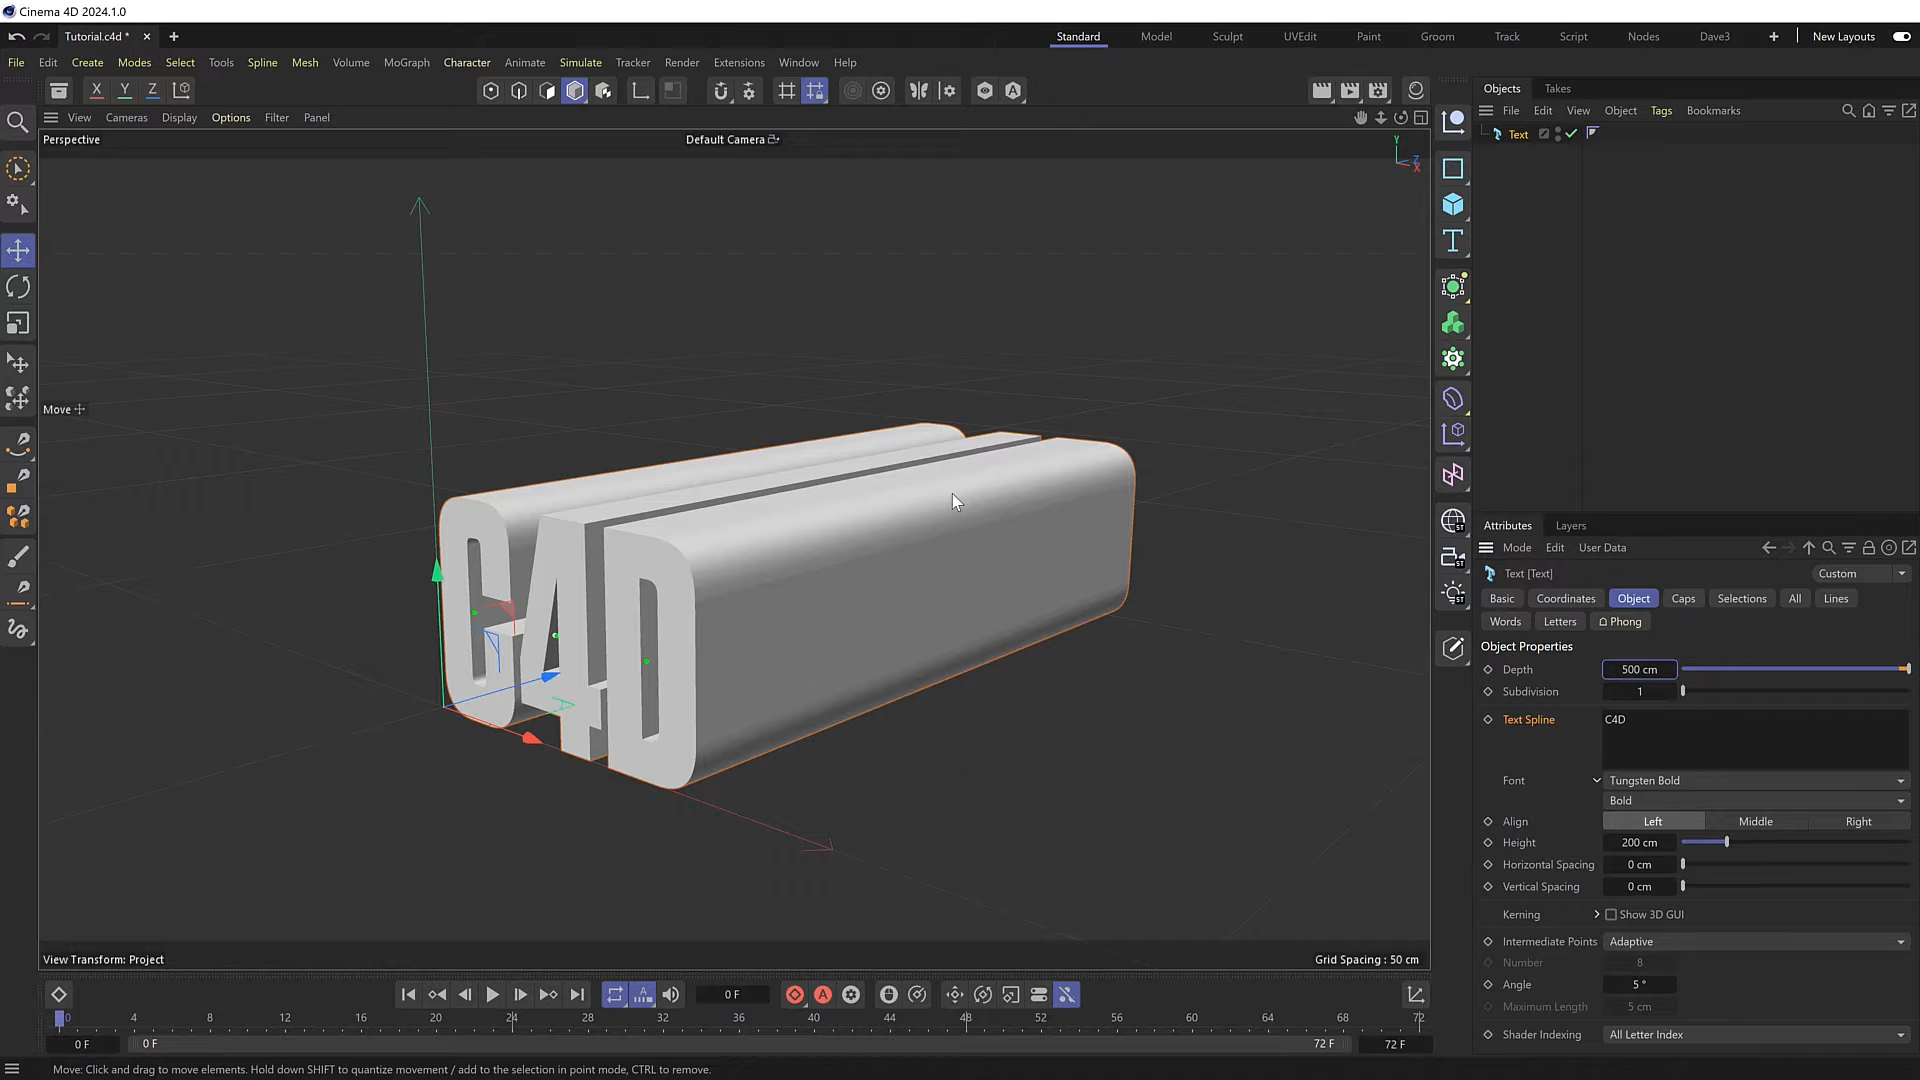 Cinema 4D 2024.1.0
Tutorial.c4d *
Standard Model Sculpt UVEdit Paint Groom Track Script Nodes Dave3 New Layouts
File Edit Create Modes Select Tools Spline Mesh Volume MoGraph Character Animate Simulate Tracker Render Extensions Window Help
X Y Z
Objects Takes
File Edit View Object Tags Bookmarks
Text
View Cameras Display Options Filter Panel
Perspective
Default Camera
Y
Z
X
Move
C4D
Attributes Layers
Mode Edit User Data
Text [Text]
Custom
Basic Coordinates Object Caps Selections All Lines
Words Letters Phong
Object Properties
Depth 500 cm
Subdivision 1
Text Spline C4D
Font Tungsten Bold
Bold
Align Left Middle Right
Height 200 cm
Horizontal Spacing 0 cm
Vertical Spacing 0 cm
Kerning Show 3D GUI
Intermediate Points Adaptive
Number 8
Angle 5 °
Maximum Length 5 cm
Shader Indexing All Letter Index
View Transform: Project
Grid Spacing : 50 cm
0 F
0 4 8 12 16 20 24 28 32 36 40 44 48 52 56 60 64 68 72
0 F 0 F 72 F 72 F
Move: Click and drag to move elements. Hold down SHIFT to quantize movement / add to the selection in point mode, CTRL to remove.